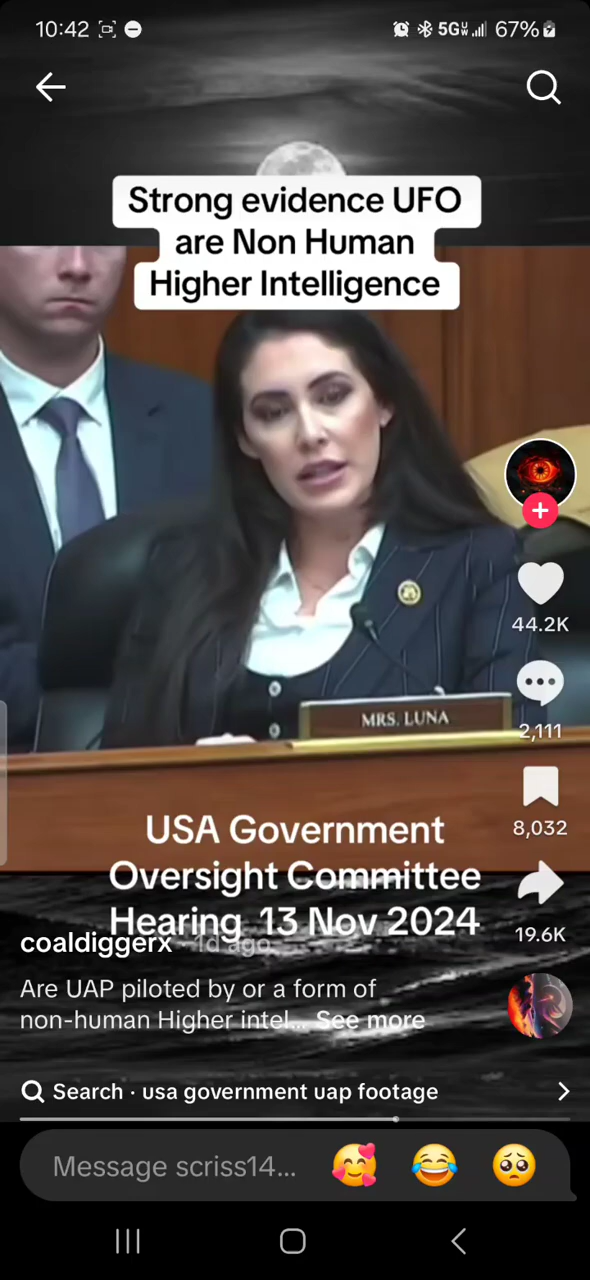 10:42
5G
67%
Strong evidence UFO
are Non Human
Higher Intelligence
MRS. LUNA
44.2K
2,111
8,032
19.6K
USA Government
Oversight Committee
Hearing 13 Nov 2024
coaldiggerx · 1d ago
Are UAP piloted by or a form of
non-human Higher intel... See more
Search · usa government uap footage
Message scriss14...